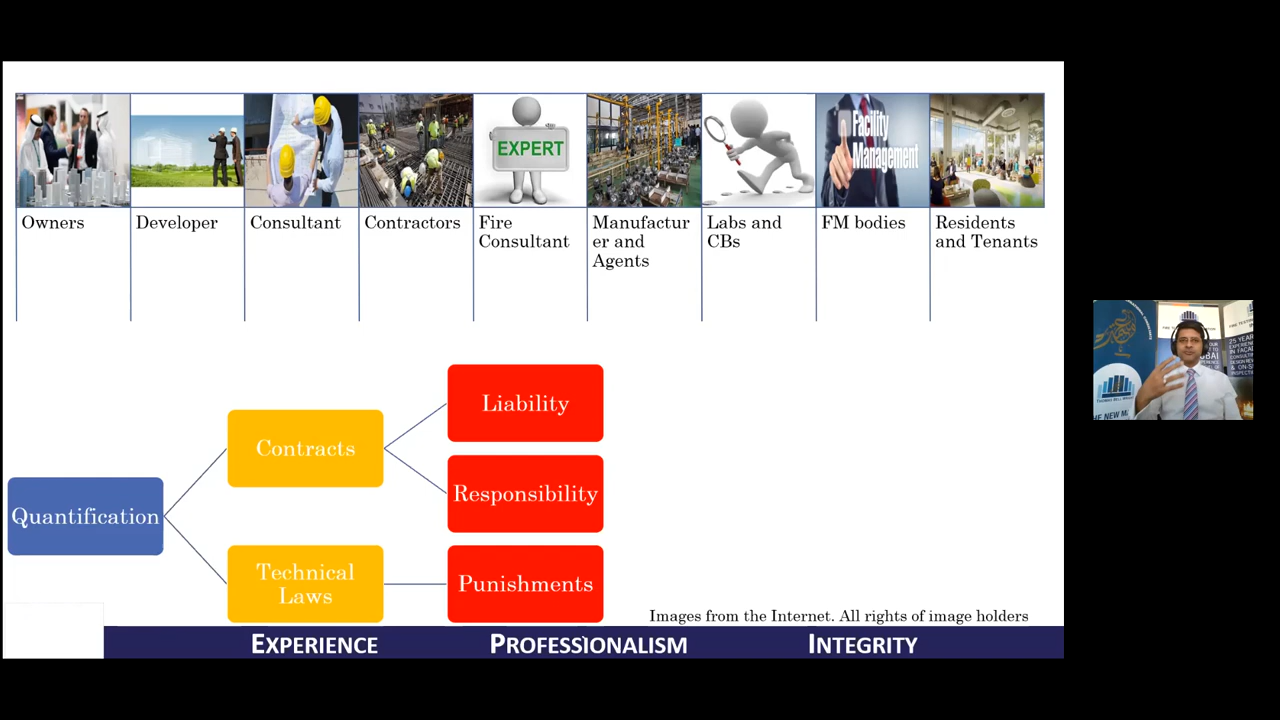 EXPERT
Facility
Management
Owners
Developer
Consultant
Contractors
Fire
Consultant
Manufactur
er and
Agents
Labs and
CBs
FM bodies
Residents
and Tenants
Quantification
Contracts
Technical
Laws
Liability
Responsibility
Punishments
Images from the Internet. All rights of image holders
EXPERIENCE PROFESSIONALISM INTEGRITY
25 YEAR